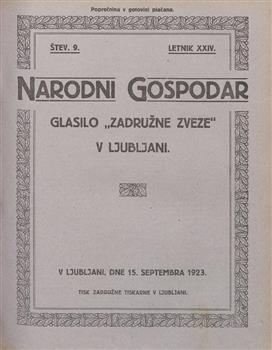 Poprečnina v gotovini plačana.
ŠTEV. 9.
LETNIK XXIV.
NARODNI GOSPODAR
GLASILO „ZADRUŽNE ZVEZE"
V LJUBLJANI.
V LJUBLJANI, DNE 15. SEPTEMBRA 1923.
TISK ZADRUŽNE TISKARNE V LJUBLJANI.